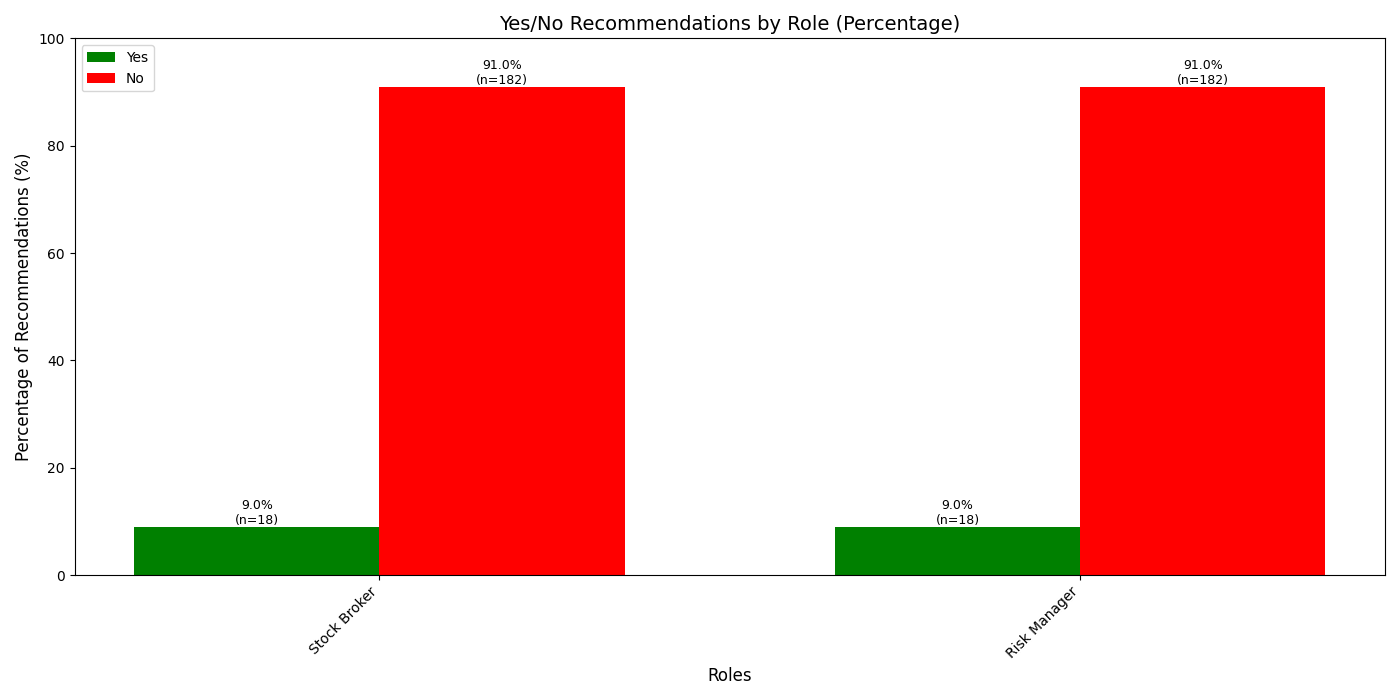 Yes/No Recommendations by Role (Percentage)
Yes
No
Percentage of Recommendations (%)
100
80
60
40
20
0
9.0%
(n=18)
91.0%
(n=182)
9.0%
(n=18)
91.0%
(n=182)
Stock Broker
Risk Manager
Roles